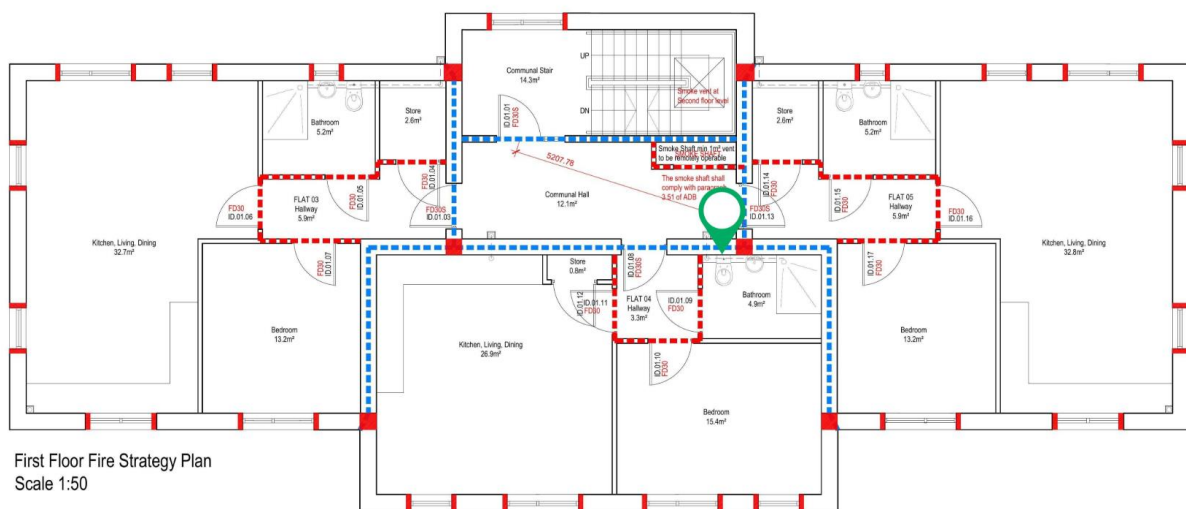 Communal Stair
14.3m²
UP
DN
Smoke vent at
Second floor level
ID.01.01
FD30S
Bathroom
5.2m²
Store
2.6m²
Store
2.6m²
Bathroom
5.2m²
Smoke Shaft min 1m² vent
to be remotely operable
SMOKE SHAFT
5207.78
The smoke shaft shall
comply with paragraph
3.51 of ADB
Communal Hall
12.1m²
FD30
ID.01.04
FD30
ID.01.05
FD30S
ID.01.03
FLAT 03
Hallway
5.9m²
FD30
ID.01.06
FD30
ID.01.07
Kitchen, Living, Dining
32.7m²
Bedroom
13.2m²
ID.01.14
FD30
ID.01.15
FD30
FD30S
ID.01.13
FLAT 05
Hallway
5.9m²
FD30
ID.01.16
ID.01.17
FD30
Kitchen, Living, Dining
32.8m²
Bedroom
13.2m²
Store
0.8m²
ID.01.08
FD30S
ID.01.12
ID.01.11
FD30
FLAT 04
Hallway
3.3m²
ID.01.09
FD30
Bathroom
4.9m²
ID.01.10
FD30
Kitchen, Living, Dining
26.9m²
Bedroom
15.4m²
First Floor Fire Strategy Plan
Scale 1:50